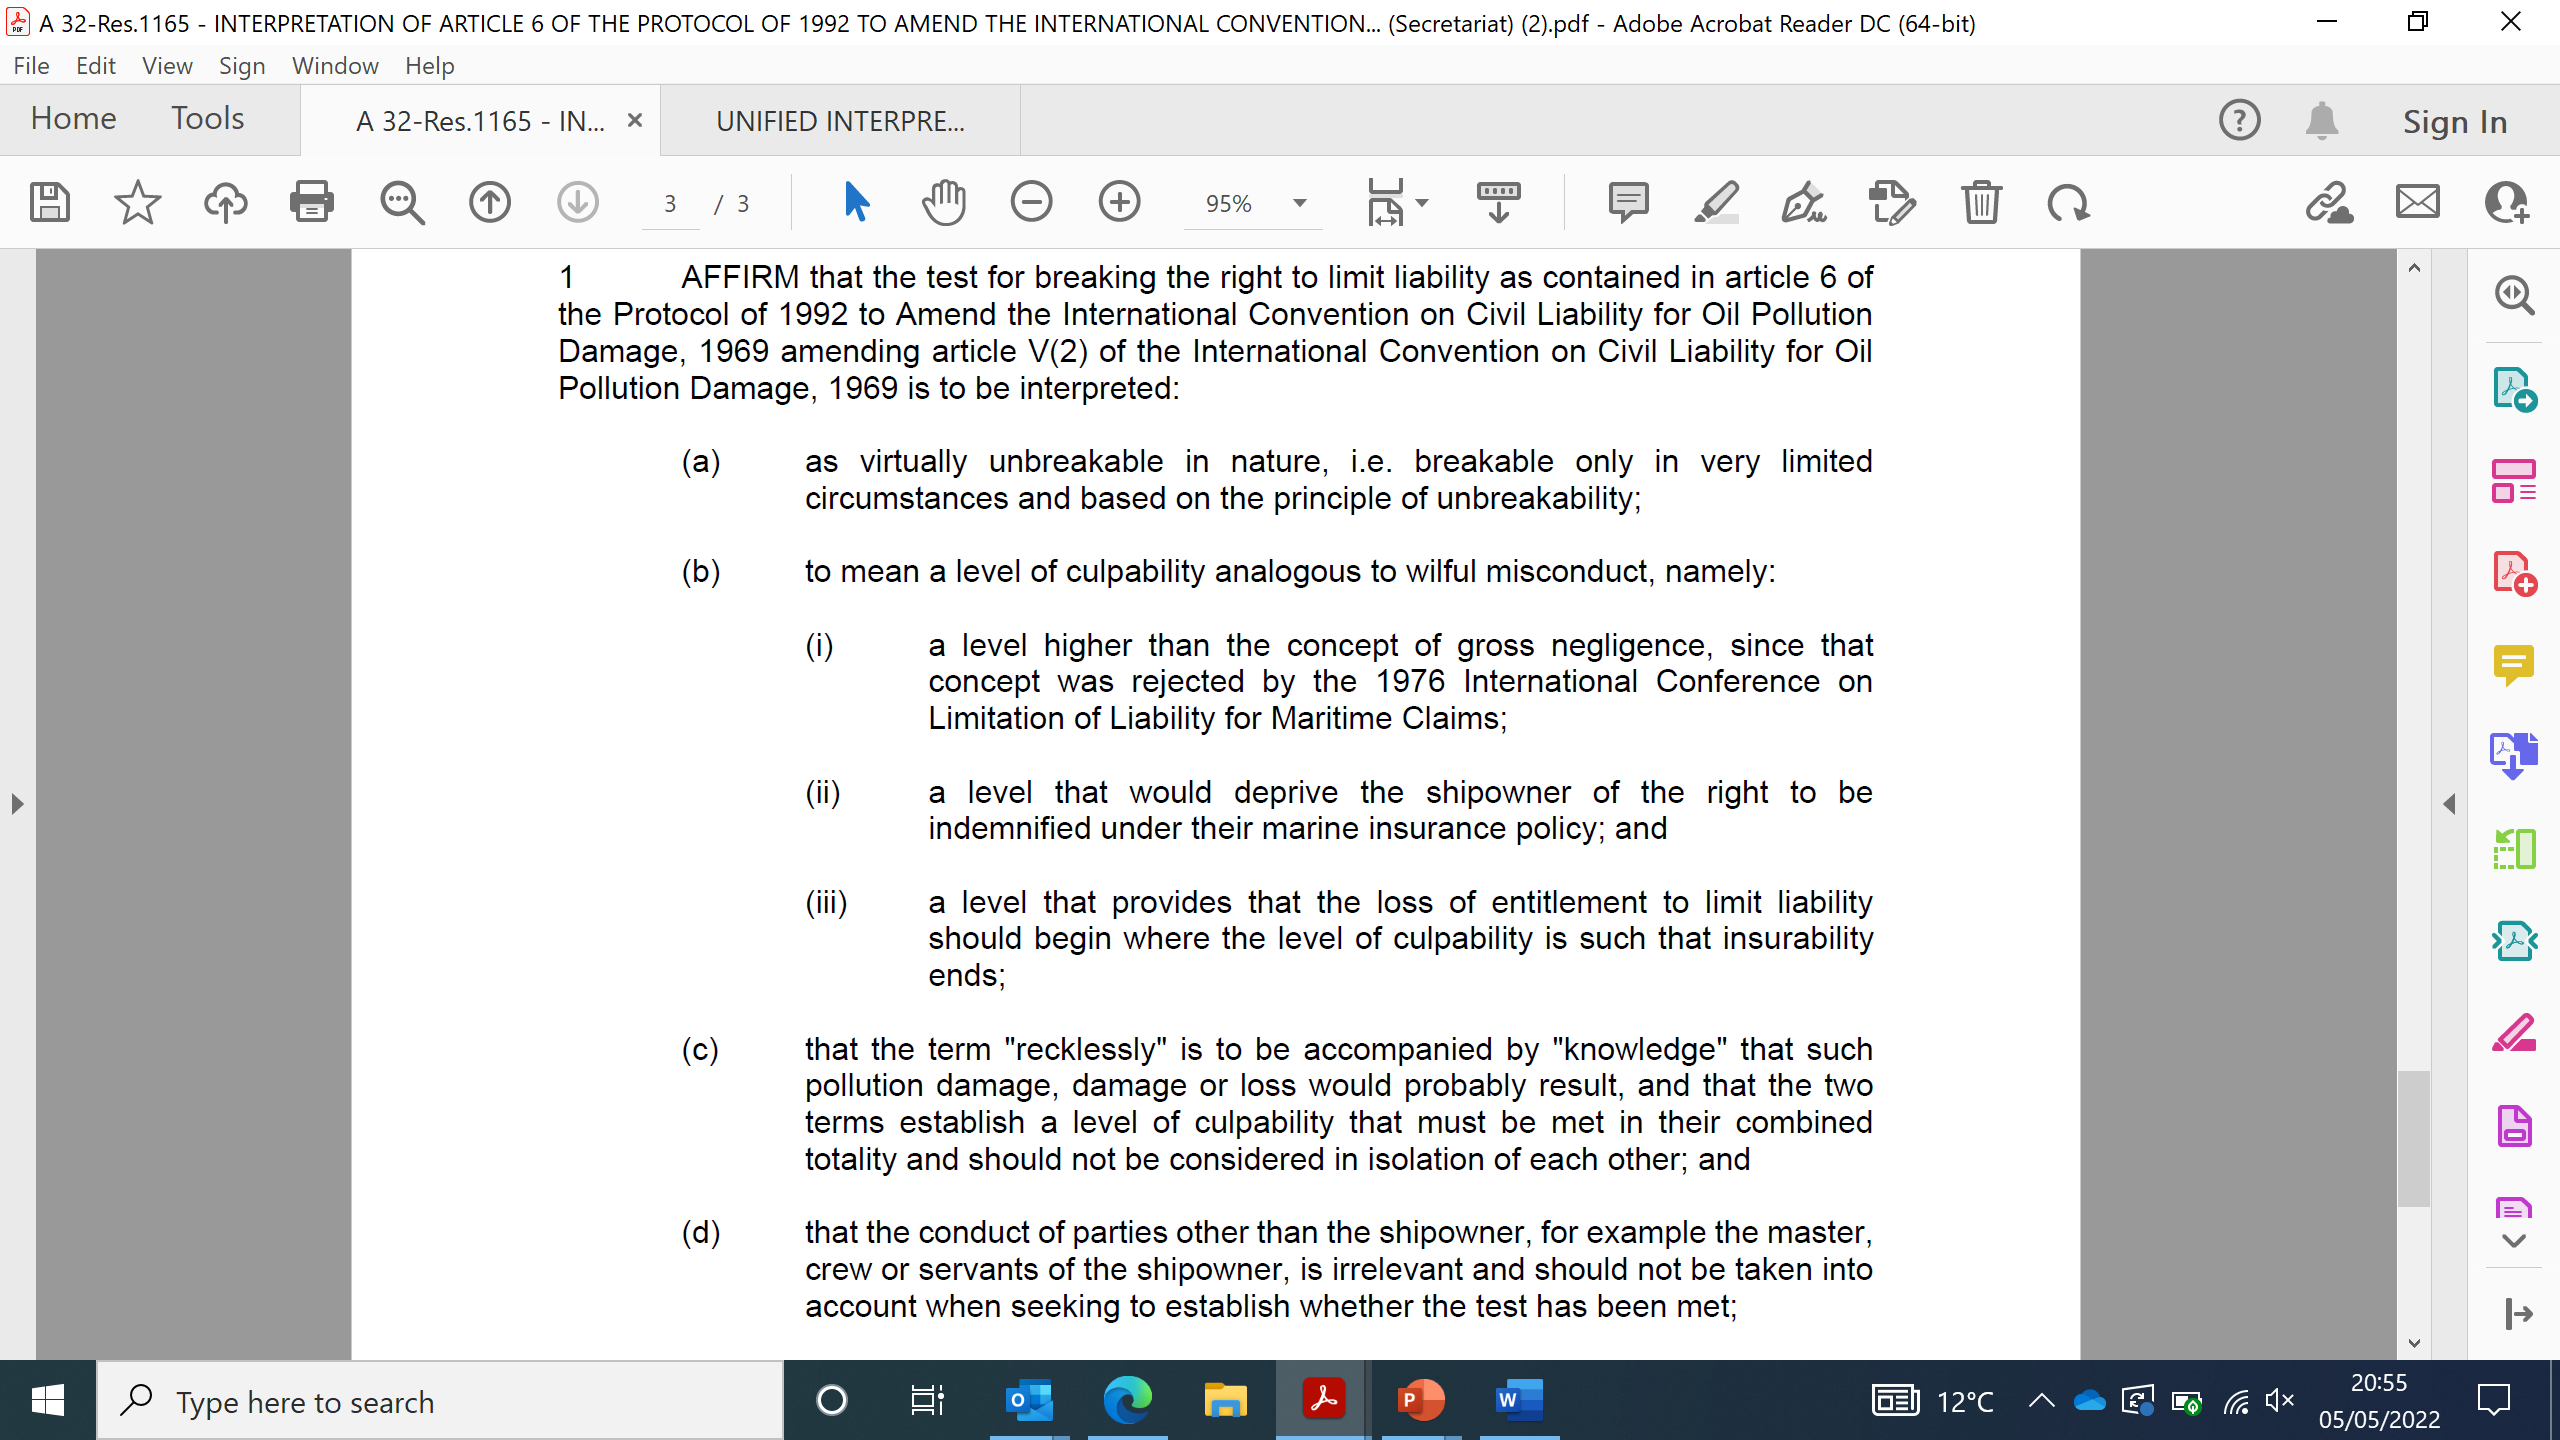 A 32-Res.1165 - INTERPRETATION OF ARTICLE 6 OF THE PROTOCOL OF 1992 TO AMEND THE INTERNATIONAL CONVENTION... (Secretariat) (2).pdf - Adobe Acrobat Reader DC (64-bit)
File Edit View Sign Window Help
Home Tools A 32-Res.1165 - IN... × UNIFIED INTERPRE... Sign In
3 / 3 95%
1 AFFIRM that the test for breaking the right to limit liability as contained in article 6 of
the Protocol of 1992 to Amend the International Convention on Civil Liability for Oil Pollution
Damage, 1969 amending article V(2) of the International Convention on Civil Liability for Oil
Pollution Damage, 1969 is to be interpreted:
(a) as virtually unbreakable in nature, i.e. breakable only in very limited
circumstances and based on the principle of unbreakability;
(b) to mean a level of culpability analogous to wilful misconduct, namely:
(i) a level higher than the concept of gross negligence, since that
concept was rejected by the 1976 International Conference on
Limitation of Liability for Maritime Claims;
(ii) a level that would deprive the shipowner of the right to be
indemnified under their marine insurance policy; and
(iii) a level that provides that the loss of entitlement to limit liability
should begin where the level of culpability is such that insurability
ends;
(c) that the term "recklessly" is to be accompanied by "knowledge" that such
pollution damage, damage or loss would probably result, and that the two
terms establish a level of culpability that must be met in their combined
totality and should not be considered in isolation of each other; and
(d) that the conduct of parties other than the shipowner, for example the master,
crew or servants of the shipowner, is irrelevant and should not be taken into
account when seeking to establish whether the test has been met;
Type here to search 12°C 20:55
05/05/2022